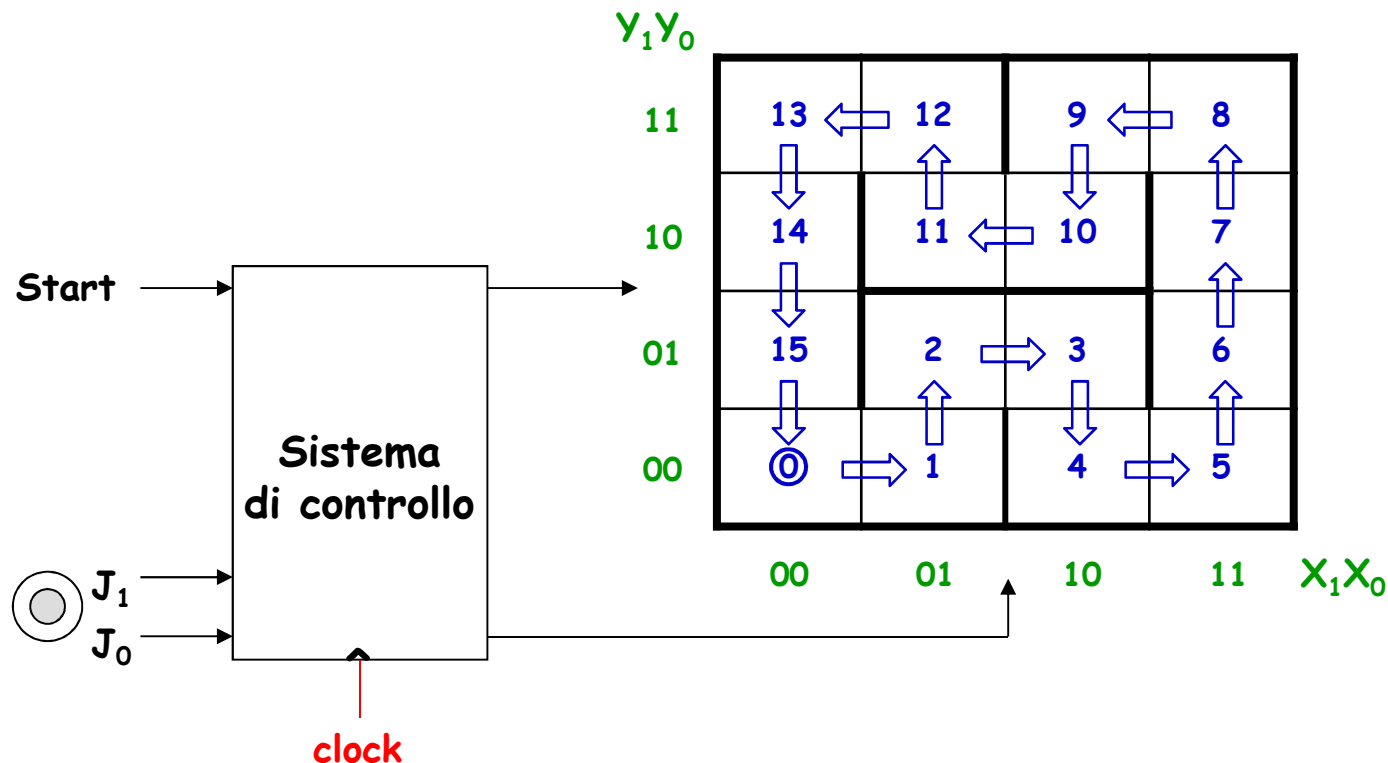 Y₁Y₀
11 13 12 9 8
10 14 11 10 7
Start
01 15 2 3 6
Sistema
di controllo
00 0 1 4 5
00 01 10 11 X₁X₀
J₁
J₀
clock